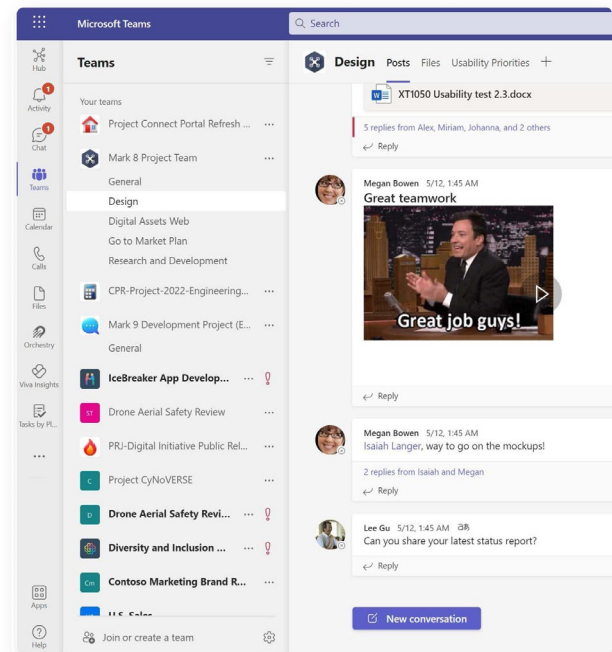 Microsoft Teams
Search
Hub
Activity
1
Chat
1
Teams
Calendar
Calls
Files
Orchestry
Viva Insights
Tasks by Pl...
Apps
Help
Teams
Your teams
Project Connect Portal Refresh ...
Mark 8 Project Team
General
Design
Digital Assets Web
Go to Market Plan
Research and Development
CPR-Project-2022-Engineering...
Mark 9 Development Project (E...
General
IceBreaker App Develop...
ST Drone Aerial Safety Review
PRJ-Digital Initiative Public Rel...
C Project CyNoVERSE
D Drone Aerial Safety Revi...
Diversity and Inclusion ...
Cm Contoso Marketing Brand R...
U.S. Sales
Join or create a team
Design Posts Files Usability Priorities
XT1050 Usability test 2.3.docx
5 replies from Alex, Miriam, Johanna, and 2 others
Reply
Megan Bowen 5/12, 1:45 AM
Great teamwork
Great job guys!
Reply
Megan Bowen 5/12, 1:45 AM
Isaiah Langer, way to go on the mockups!
2 replies from Isaiah and Megan
Reply
Lee Gu 5/12, 1:45 AM
Can you share your latest status report?
Reply
New conversation